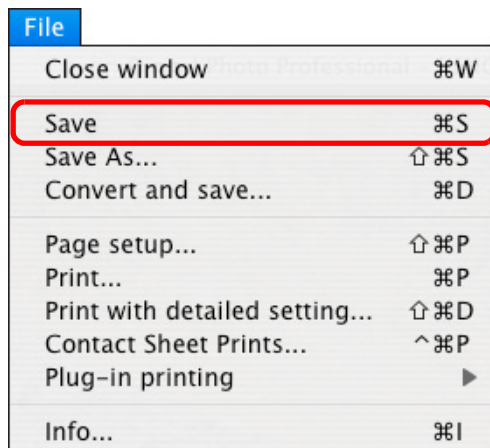 File
Close window ⌘W
Save ⌘S
Save As... ⇧⌘S
Convert and save... ⌘D
Page setup... ⇧⌘P
Print... ⌘P
Print with detailed setting... ⇧⌘D
Contact Sheet Prints... ^⌘P
Plug-in printing ▶
Info... ⌘I